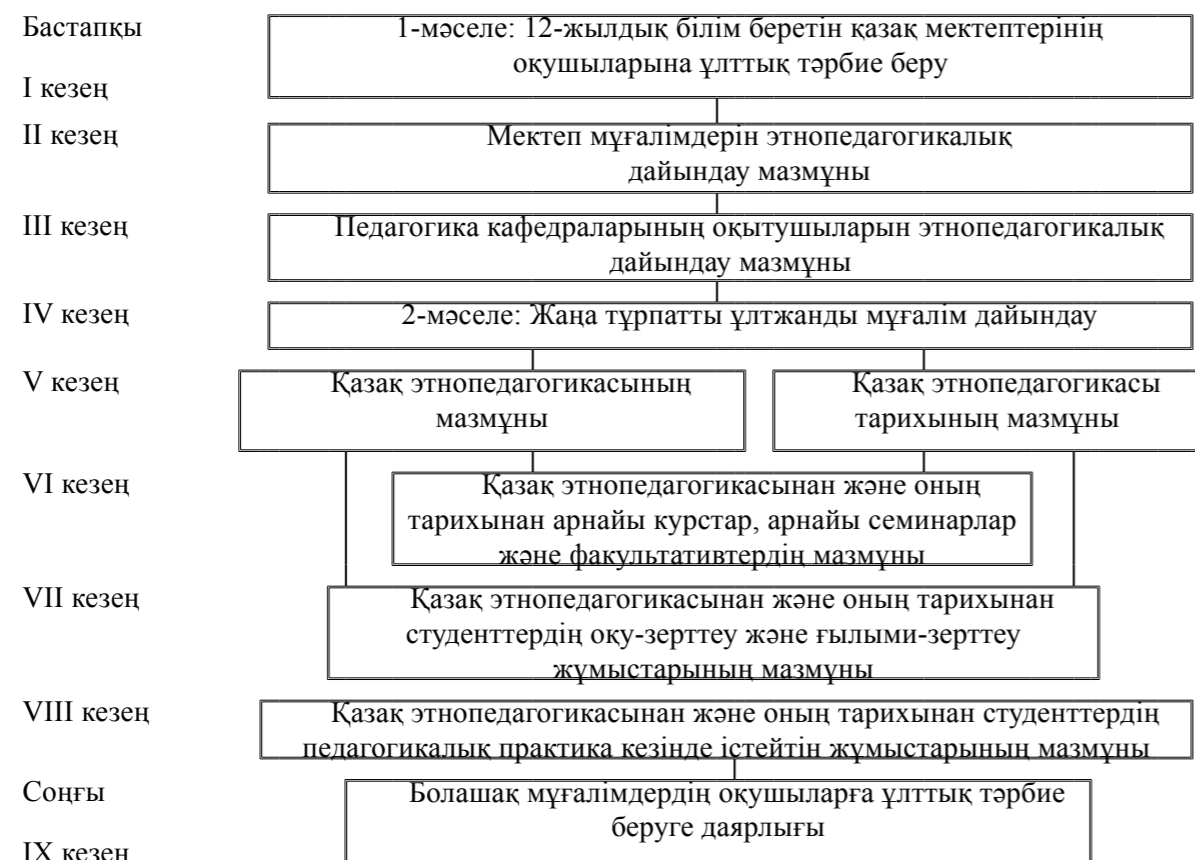 Бастапқы
1-мәселе: 12-жылдық білім беретін қазақ мектептерінің
оқушыларына ұлттық тәрбие беру
I кезең
II кезең
Мектеп мұғалімдерін этнопедагогикалық
дайындау мазмұны
III кезең
Педагогика кафедраларының оқытушыларын этнопедагогикалық
дайындау мазмұны
IV кезең
2-мәселе: Жаңа тұрпатты ұлтжанды мұғалім дайындау
V кезең
Қазақ этнопедагогикасының
мазмұны
Қазақ этнопедагогикасы
тарихының мазмұны
VI кезең
Қазақ этнопедагогикасынан және оның
тарихынан арнайы курстар, арнайы семинарлар
және факультативтердің мазмұны
VII кезең
Қазақ этнопедагогикасынан және оның тарихынан
студенттердің оқу-зерттеу және ғылыми-зерттеу
жұмыстарының мазмұны
VIII кезең
Қазақ этнопедагогикасынан және оның тарихынан студенттердің
педагогикалық практика кезінде істейтін жұмыстарының мазмұны
Соңғы
Болашақ мұғалімдердің оқушыларға ұлттық тәрбие
беруге даярлығы
IX кезең